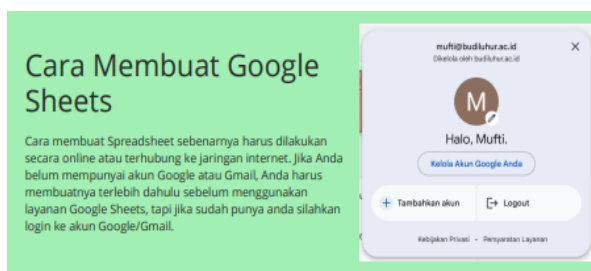 Cara Membuat Google
Sheets
Cara membuat Spreadsheet sebenarnya harus dilakukan
secara online atau terhubung ke jaringan internet. Jika Anda
belum mempunyai akun Google atau Gmail, Anda harus
membuatnya terlebih dahulu sebelum menggunakan
layanan Google Sheets, tapi jika sudah punya anda silahkan
login ke akun Google/Gmail.
mufti@budiluhur.ac.id
Dikelola oleh budiluhur.ac.id
M
Halo, Mufti.
Kelola Akun Google Anda
Tambahkan akun
Logout
Kebijakan Privasi • Persyaratan Layanan